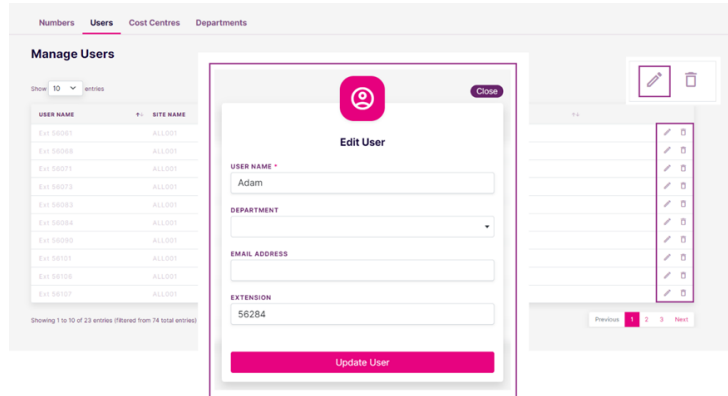 Numbers Users Cost Centres Departments
Manage Users
Show 10 entries
USER NAME SITE NAME
Ext 56061 ALL001
Ext 56068 ALL001
Ext 56071 ALL001
Ext 56073 ALL001
Ext 56083 ALL001
Ext 56084 ALL001
Ext 56090 ALL001
Ext 56101 ALL001
Ext 56106 ALL001
Ext 56107 ALL001
Showing 1 to 10 of 23 entries (filtered from 74 total entries)
Previous 1 2 3 Next
Close
Edit User
USER NAME *
Adam
DEPARTMENT
EMAIL ADDRESS
EXTENSION
56284
Update User